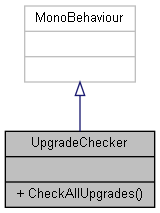 MonoBehaviour
UpgradeChecker
+ CheckAllUpgrades()